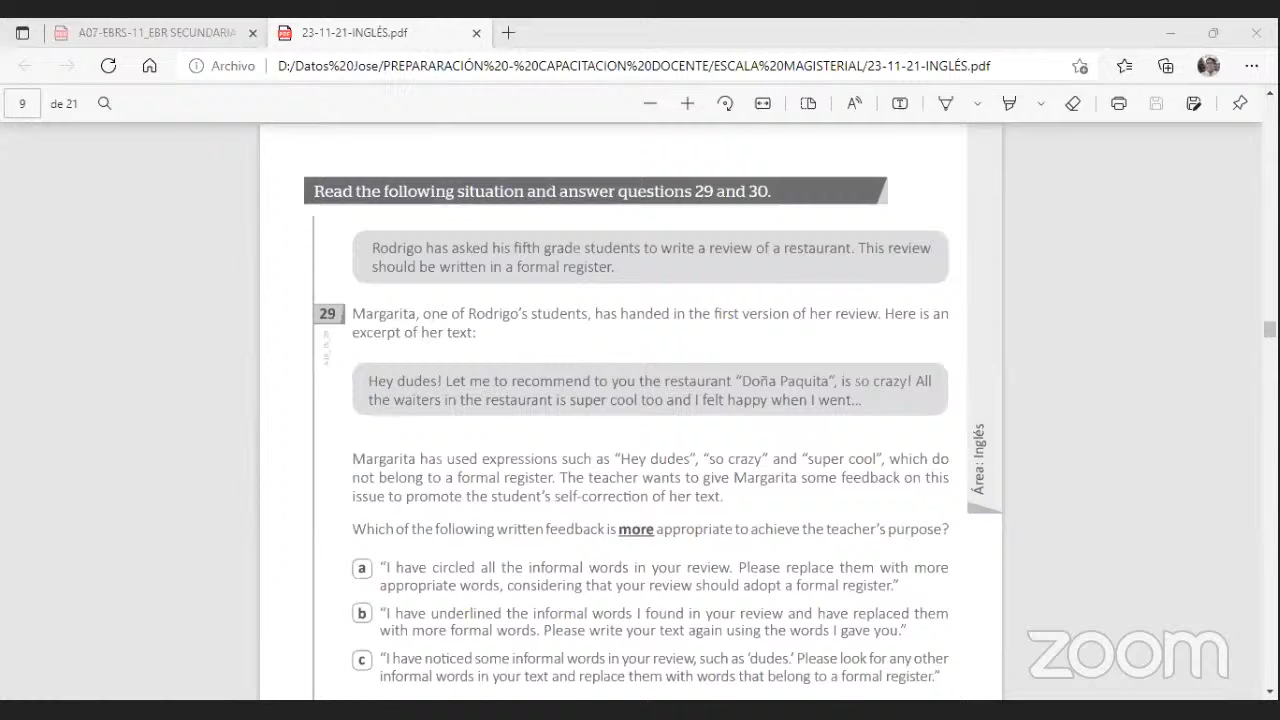 A07-EBRS-11_EBR SECUNDARIA
23-11-21-INGLÉS.pdf
Archivo
D:/Datos%20Jose/PREPARARACIÓN%20-%20CAPACITACION%20DOCENTE/ESCALA%20MAGISTERIAL/23-11-21-INGLÉS.pdf
9
de 21
Read the following situation and answer questions 29 and 30.
Rodrigo has asked his fifth grade students to write a review of a restaurant. This review
should be written in a formal register.
29
Margarita, one of Rodrigo's students, has handed in the first version of her review. Here is an
excerpt of her text:
Hey dudes! Let me to recommend to you the restaurant "Doña Paquita", is so crazy! All
the waiters in the restaurant is super cool too and I felt happy when I went...
Margarita has used expressions such as "Hey dudes", "so crazy" and "super cool", which do
not belong to a formal register. The teacher wants to give Margarita some feedback on this
issue to promote the student's self-correction of her text.
Which of the following written feedback is more appropriate to achieve the teacher's purpose?
a
"I have circled all the informal words in your review. Please replace them with more
appropriate words, considering that your review should adopt a formal register."
b
"I have underlined the informal words I found in your review and have replaced them
with more formal words. Please write your text again using the words I gave you."
c
"I have noticed some informal words in your review, such as 'dudes.' Please look for any other
informal words in your text and replace them with words that belong to a formal register."
Área: Inglés
zoom